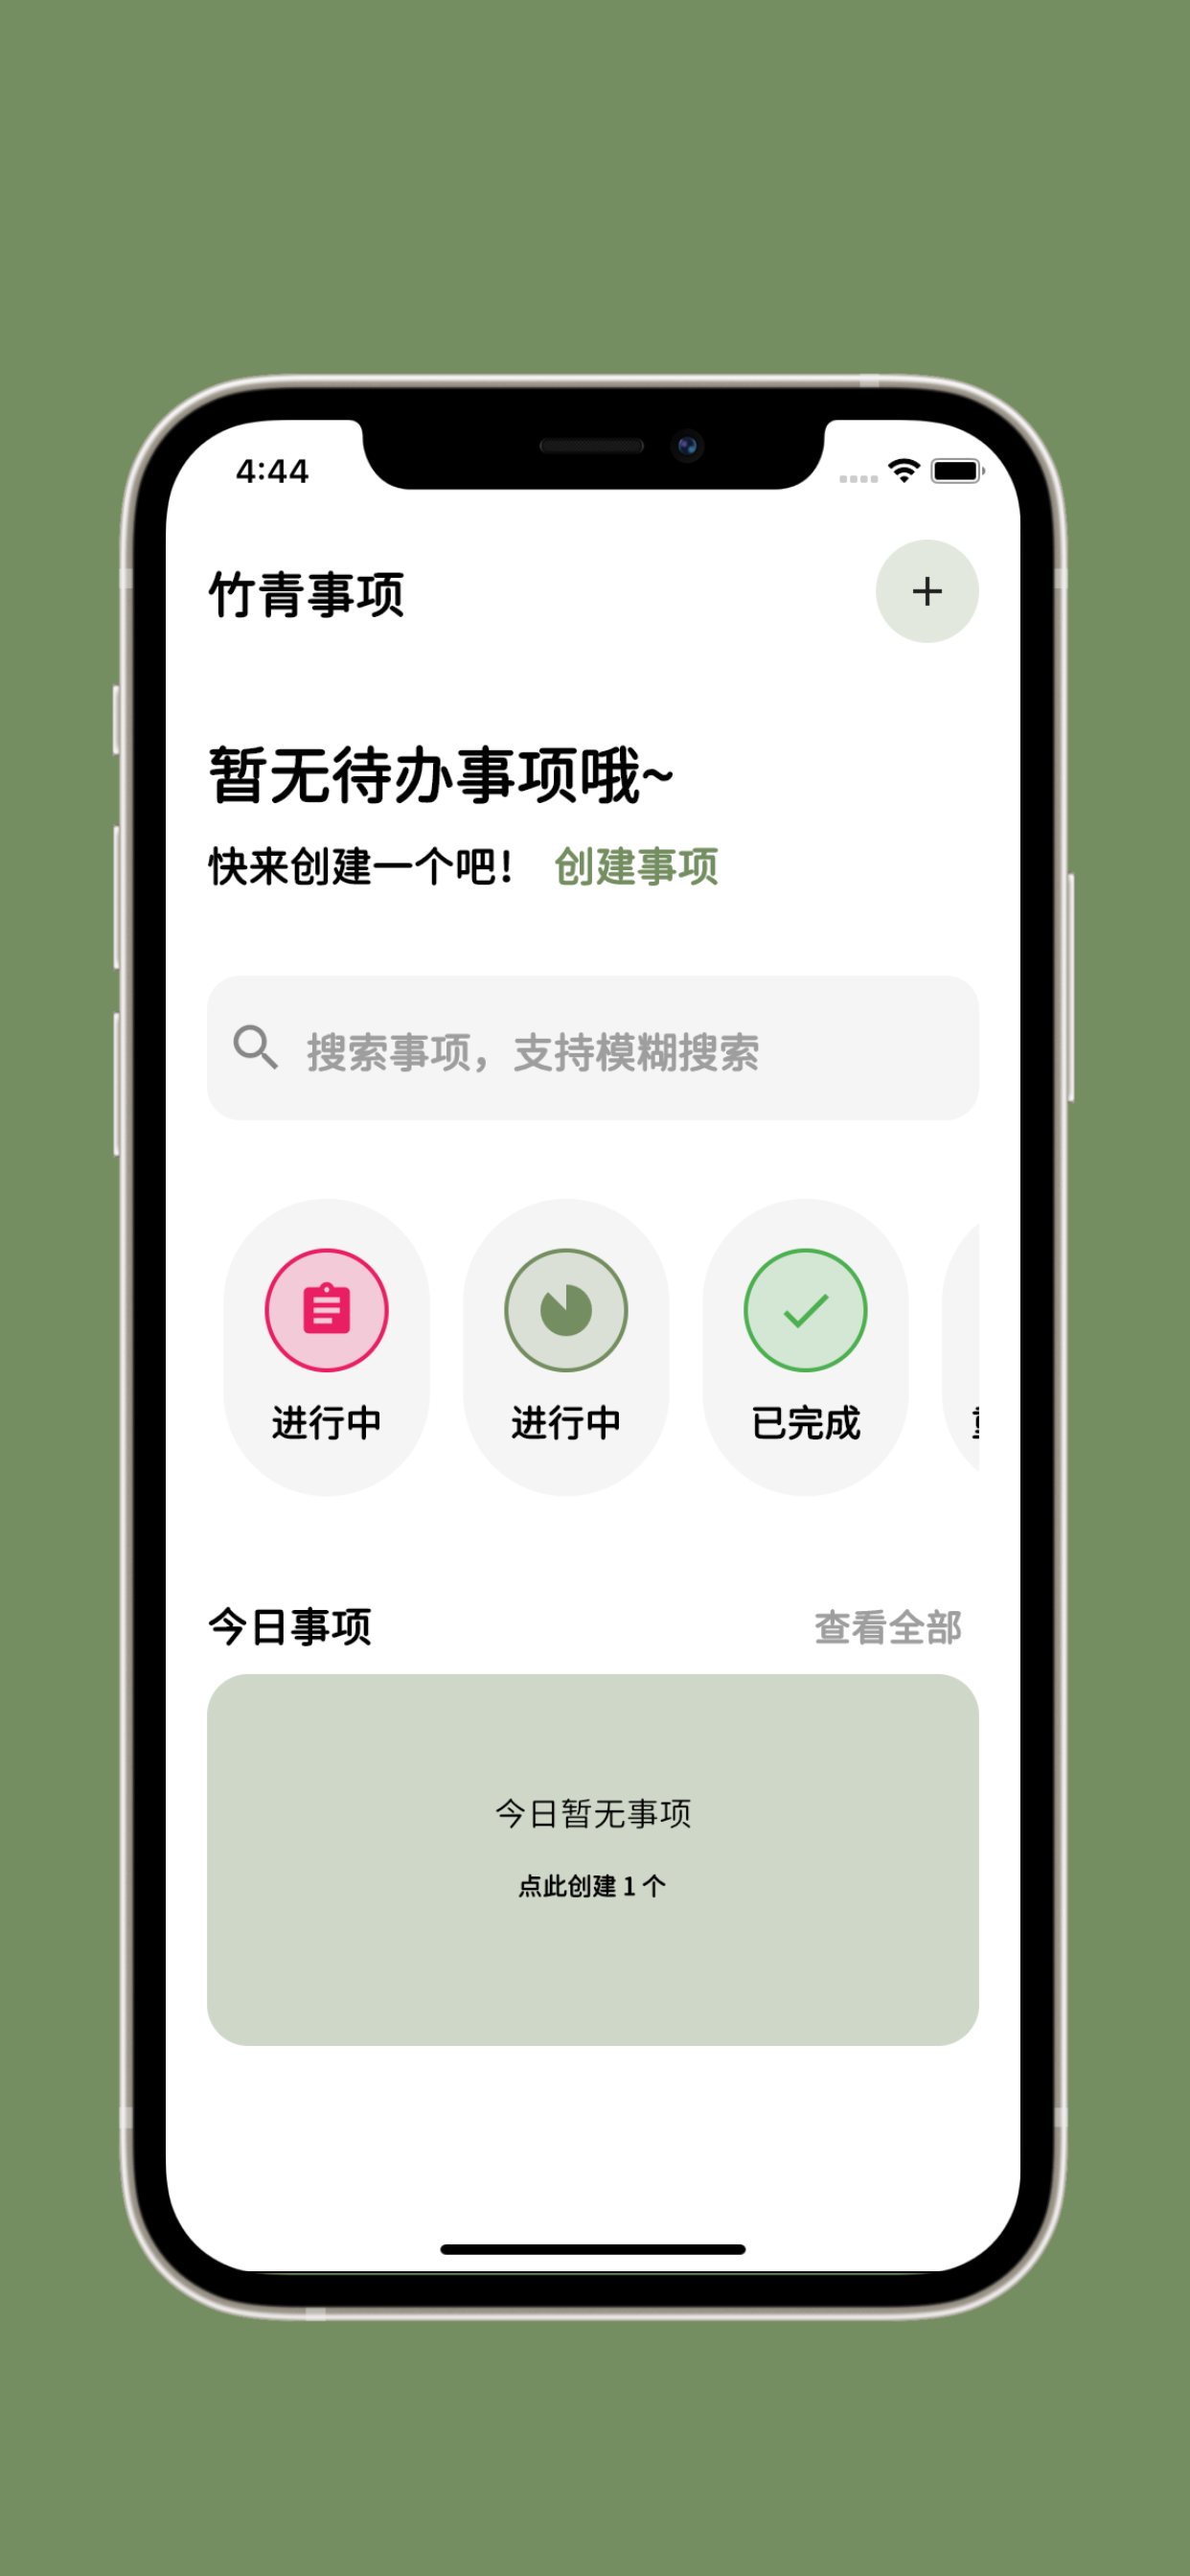 4:44
竹青事项
暂无待办事项哦~
快来创建一个吧！ 创建事项
搜索事项，支持模糊搜索
进行中 进行中 已完成
今日事项 查看全部
今日暂无事项
点此创建 1 个